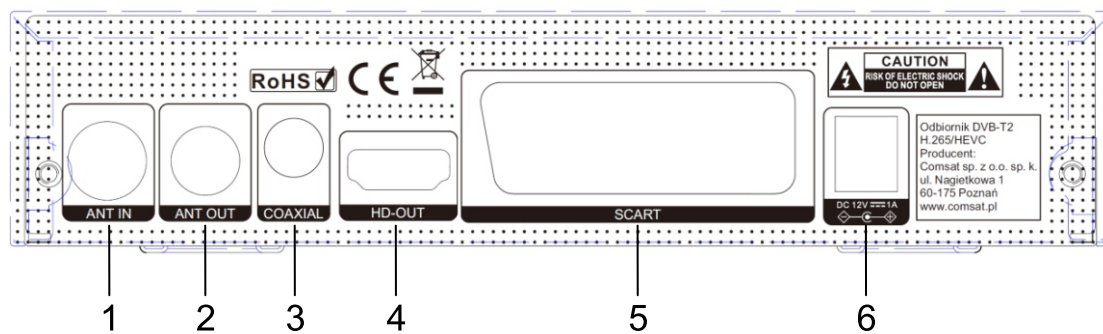 RoHS
CE
CAUTION
RISK OF ELECTRIC SHOCK
DO NOT OPEN
Odbiornik DVB-T2
H.265/HEVC
Producent:
Comsat sp. z o.o. sp. k.
ul. Nagietkowa 1
60-175 Poznań
www.comsat.pl
ANT IN
ANT OUT
COAXIAL
HD-OUT
SCART
DC 12V ⎓ 1A
1
2
3
4
5
6